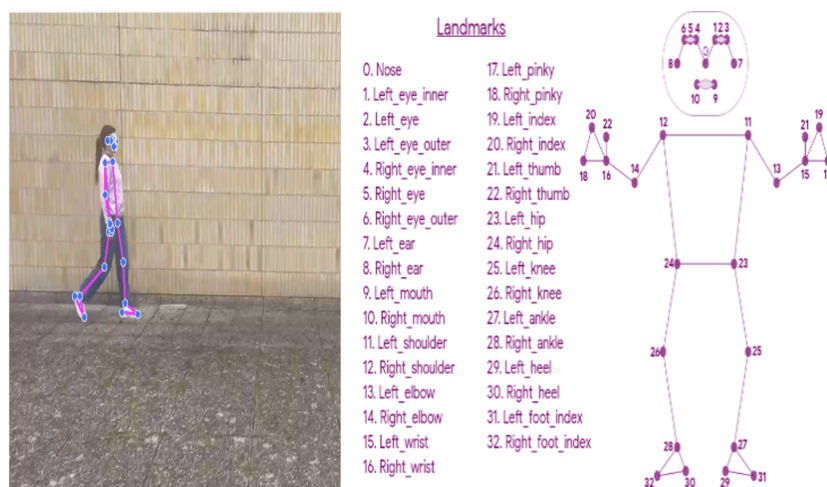 Landmarks
0. Nose
1. Left_eye_inner
2. Left_eye
3. Left_eye_outer
4. Right_eye_inner
5. Right_eye
6. Right_eye_outer
7. Left_ear
8. Right_ear
9. Left_mouth
10. Right_mouth
11. Left_shoulder
12. Right_shoulder
13. Left_elbow
14. Right_elbow
15. Left_wrist
16. Right_wrist
17. Left_pinky
18. Right_pinky
19. Left_index
20. Right_index
21. Left_thumb
22. Right_thumb
23. Left_hip
24. Right_hip
25. Left_knee
26. Right_knee
27. Left_ankle
28. Right_ankle
29. Left_heel
30. Right_heel
31. Left_foot_index
32. Right_foot_index
6 5 4 1 2 3
8 7
10 9
20 22 12 11 21 19
18 16 14 13 15
24 23
26 25
28 27
32 30 29 31